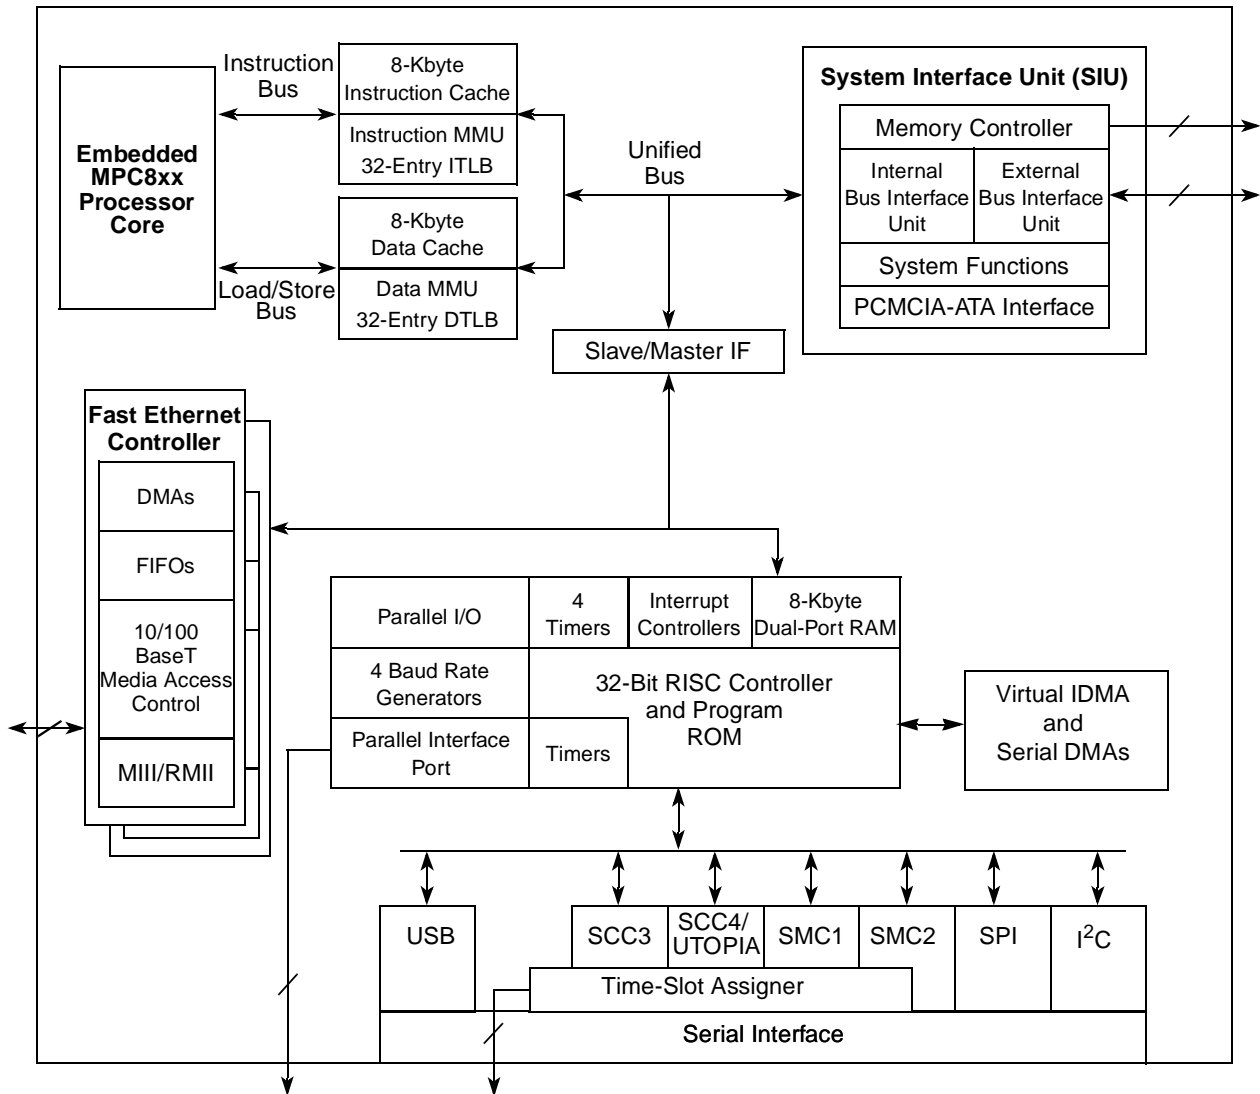 Instruction
Bus
8-Kbyte
Instruction Cache
Instruction MMU
32-Entry ITLB
Embedded
MPC8xx
Processor
Core
8-Kbyte
Data Cache
Data MMU
32-Entry DTLB
Load/Store
Bus
Unified
Bus
System Interface Unit (SIU)
Memory Controller
Internal
Bus Interface
Unit
External
Bus Interface
Unit
System Functions
PCMCIA-ATA Interface
Slave/Master IF
Fast Ethernet
Controller
DMAs
FIFOs
10/100
BaseT
Media Access
Control
MIII/RMII
Parallel I/O
4
Timers
Interrupt
Controllers
8-Kbyte
Dual-Port RAM
4 Baud Rate
Generators
32-Bit RISC Controller
and Program
ROM
Parallel Interface
Port
Timers
Virtual IDMA
and
Serial DMAs
USB
SCC3
SCC4/
UTOPIA
SMC1
SMC2
SPI
I²C
Time-Slot Assigner
Serial Interface